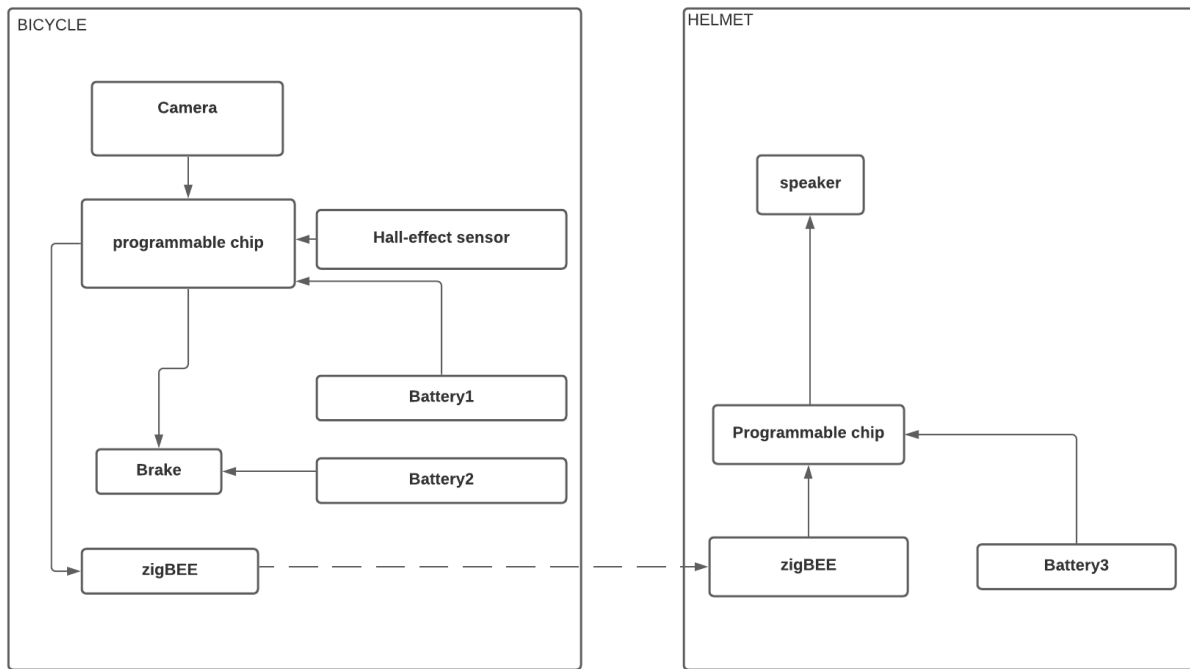 BICYCLE
Camera
programmable chip
Hall-effect sensor
Battery1
Brake
Battery2
zigBEE
HELMET
speaker
Programmable chip
zigBEE
Battery3